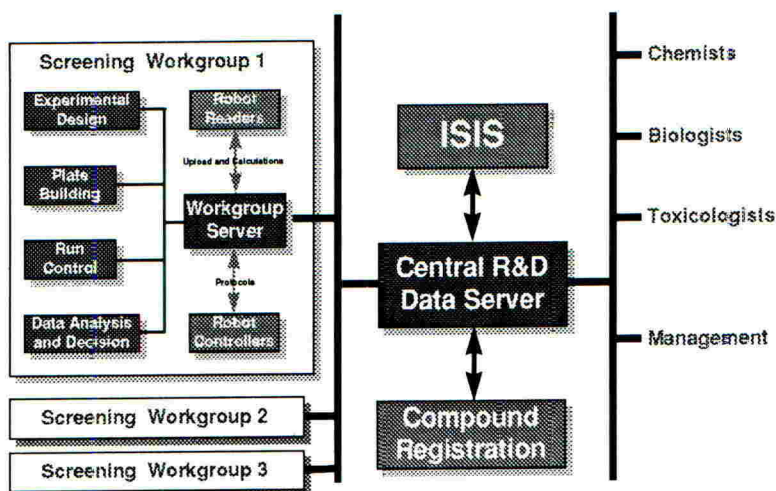 Screening Workgroup 1
Experimental
Design
Plate
Building
Run
Control
Data Analysis
and Decision
Robot
Readers
Upload and Calculations
Workgroup
Server
Protocols
Robot
Controllers
Screening Workgroup 2
Screening Workgroup 3
ISIS
Central R&D
Data Server
Compound
Registration
Chemists
Biologists
Toxicologists
Management